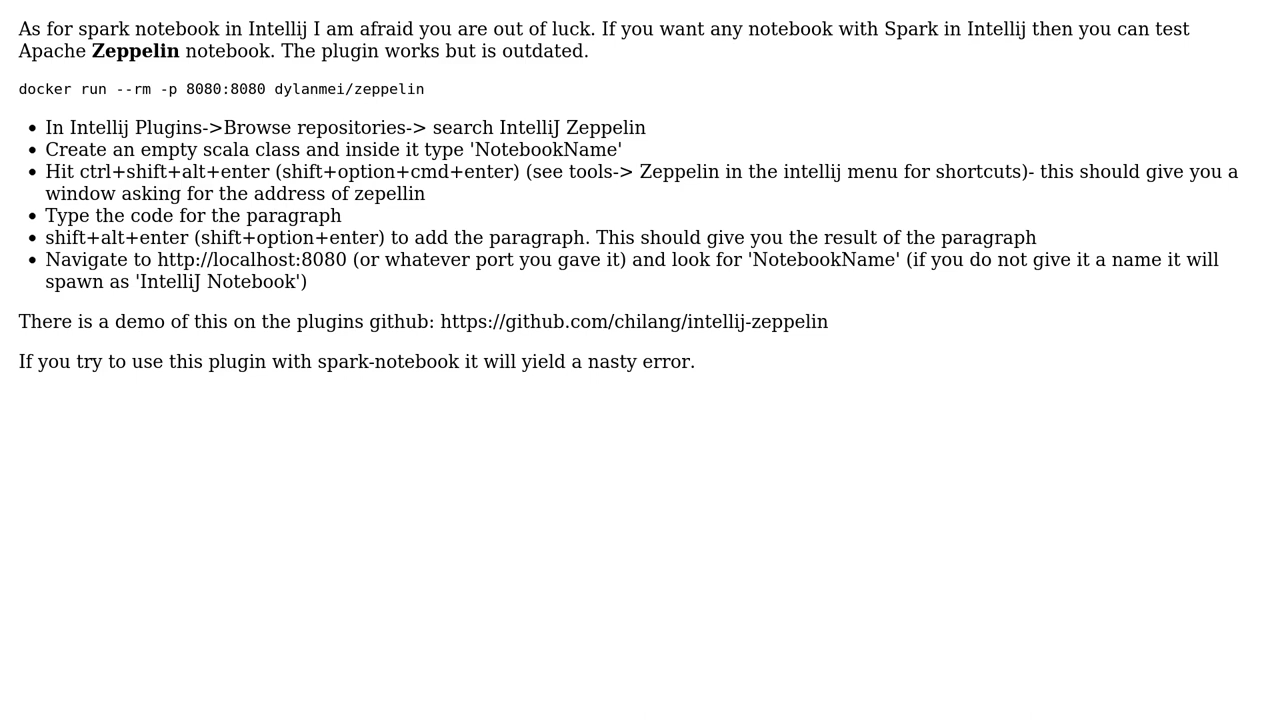 As for spark notebook in Intellij I am afraid you are out of luck. If you want any notebook with Spark in Intellij then you can test
Apache Zeppelin notebook. The plugin works but is outdated.
docker run --rm -p 8080:8080 dylanmei/zeppelin
• In Intellij Plugins->Browse repositories-> search IntelliJ Zeppelin
• Create an empty scala class and inside it type 'NotebookName'
• Hit ctrl+shift+alt+enter (shift+option+cmd+enter) (see tools-> Zeppelin in the intellij menu for shortcuts)- this should give you a
window asking for the address of zepellin
• Type the code for the paragraph
• shift+alt+enter (shift+option+enter) to add the paragraph. This should give you the result of the paragraph
• Navigate to http://localhost:8080 (or whatever port you gave it) and look for 'NotebookName' (if you do not give it a name it will
spawn as 'IntelliJ Notebook')
There is a demo of this on the plugins github: https://github.com/chilang/intellij-zeppelin
If you try to use this plugin with spark-notebook it will yield a nasty error.